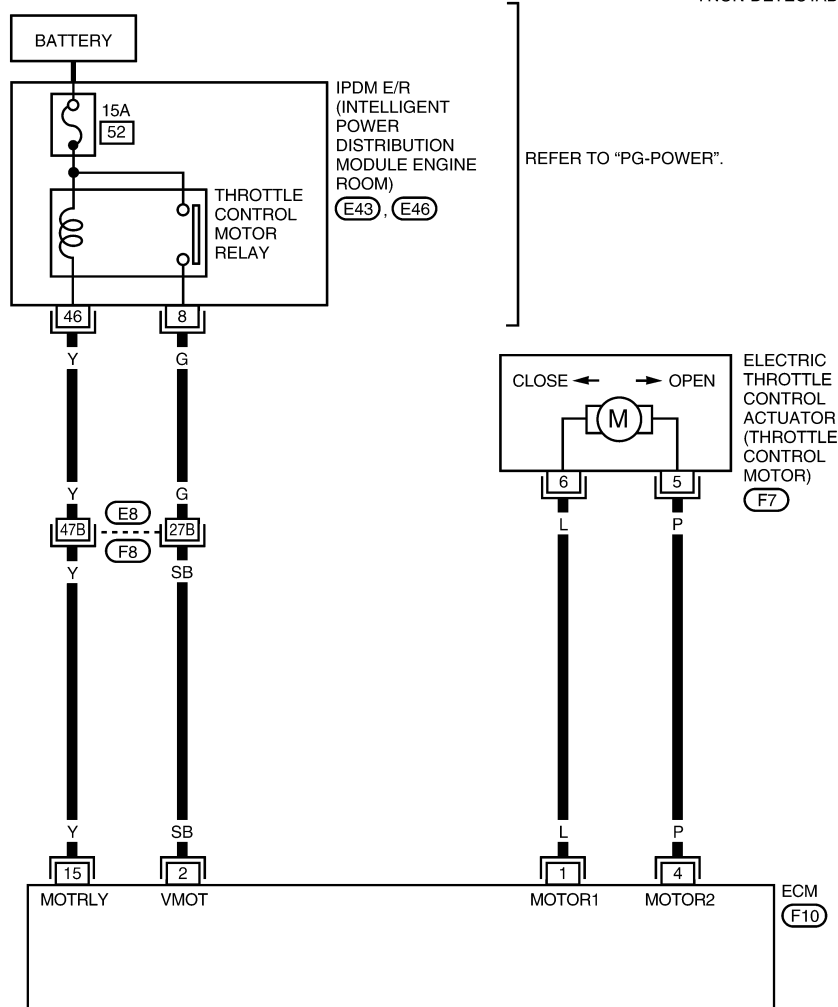 BATTERY
15A
52
IPDM E/R
(INTELLIGENT
POWER
DISTRIBUTION
MODULE ENGINE
ROOM)
E43 , E46
REFER TO “PG-POWER”.
THROTTLE
CONTROL
MOTOR
RELAY
46 8
Y G
CLOSE OPEN
M
ELECTRIC
THROTTLE
CONTROL
ACTUATOR
(THROTTLE
CONTROL
MOTOR)
F7
6 5
L P
Y G
47B E8 27B
F8
Y SB
Y SB L P
15 2 1 4
MOTRLY VMOT MOTOR1 MOTOR2
ECM
F10